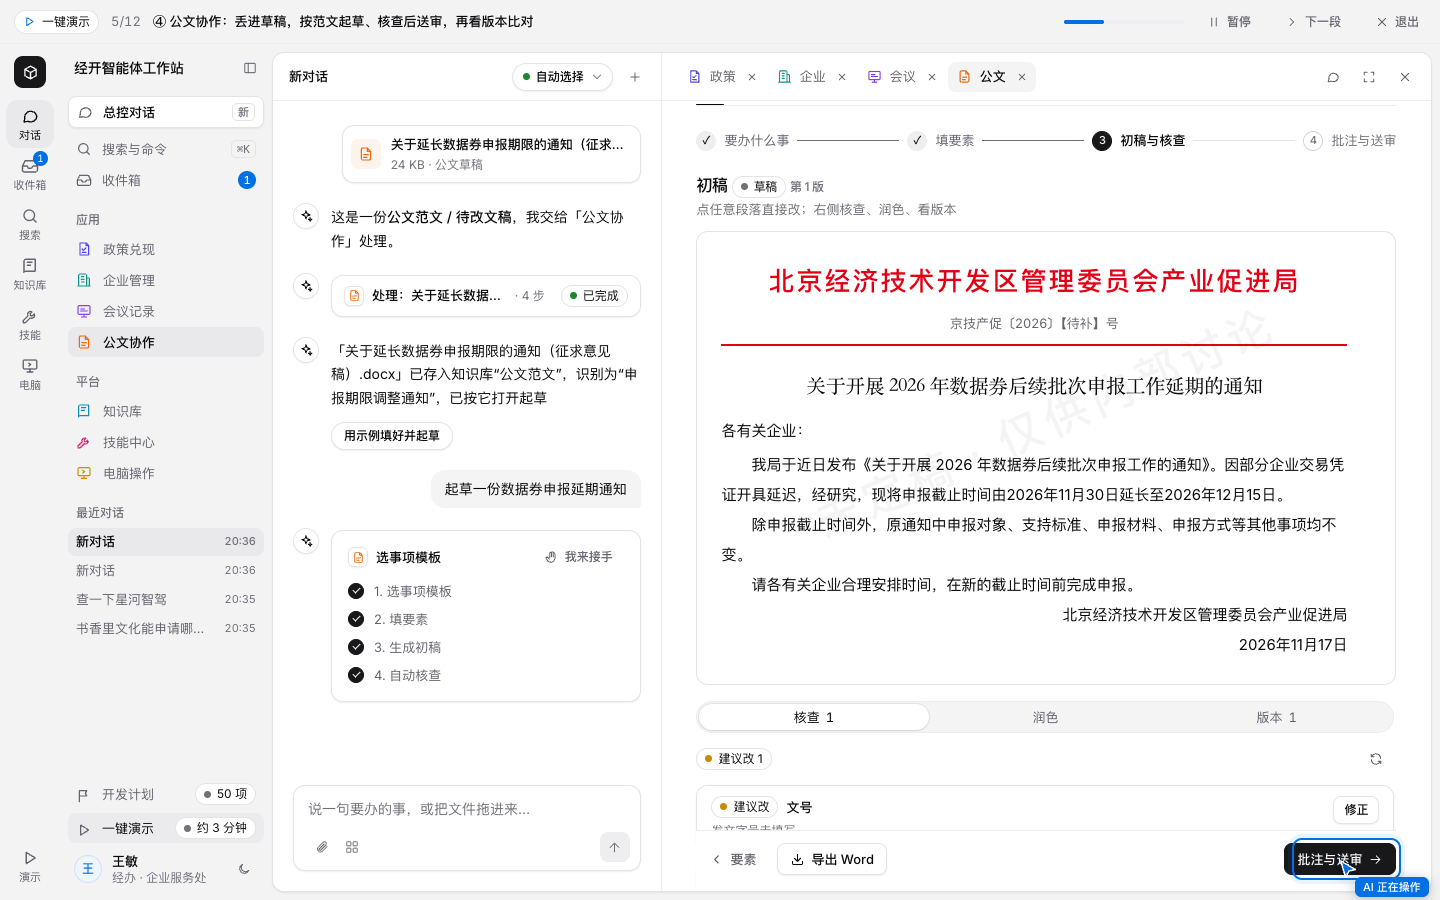 一键演示
5/12
④ 公文协作：丢进草稿，按范文起草、核查后送审，再看版本比对
暂停
下一段
退出
对话
1
收件箱
搜索
知识库
技能
电脑
演示
经开智能体工作站
总控对话
新
搜索与命令
⌘K
收件箱
1
应用
政策兑现
企业管理
会议记录
公文协作
平台
知识库
技能中心
电脑操作
最近对话
新对话 20:36
新对话 20:36
查一下星河智驾 20:35
书香里文化能申请哪... 20:35
开发计划
50 项
一键演示
约 3 分钟
王
王敏
经办 · 企业服务处
新对话
自动选择
关于延长数据券申报期限的通知（征求...
24 KB · 公文草稿
这是一份公文范文 / 待改文稿，我交给「公文协
作」处理。
处理：关于延长数据... · 4 步
已完成
「关于延长数据券申报期限的通知（征求意见
稿）.docx」已存入知识库“公文范文”，识别为“申
报期限调整通知”，已按它打开起草
用示例填好并起草
起草一份数据券申报延期通知
选事项模板
我来接手
1. 选事项模板
2. 填要素
3. 生成初稿
4. 自动核查
说一句要办的事，或把文件拖进来...
政策
企业
会议
公文
要办什么事
填要素
3 初稿与核查
4 批注与送审
初稿
草稿
第 1 版
点任意段落直接改；右侧核查、润色、看版本
北京经济技术开发区管理委员会产业促进局
京技产促〔2026〕【待补】号
关于开展 2026 年数据券后续批次申报工作延期的通知
各有关企业：
我局于近日发布《关于开展 2026 年数据券后续批次申报工作的通知》。因部分企业交易凭
证开具延迟，经研究，现将申报截止时间由2026年11月30日延长至2026年12月15日。
除申报截止时间外，原通知中申报对象、支持标准、申报材料、申报方式等其他事项均不
变。
请各有关企业合理安排时间，在新的截止时间前完成申报。
北京经济技术开发区管理委员会产业促进局
2026年11月17日
未定稿 · 仅供内部讨论
核查 1
润色
版本 1
建议改 1
建议改
文号
修正
发文字号未填写
要素
导出 Word
批注与送审
AI 正在操作